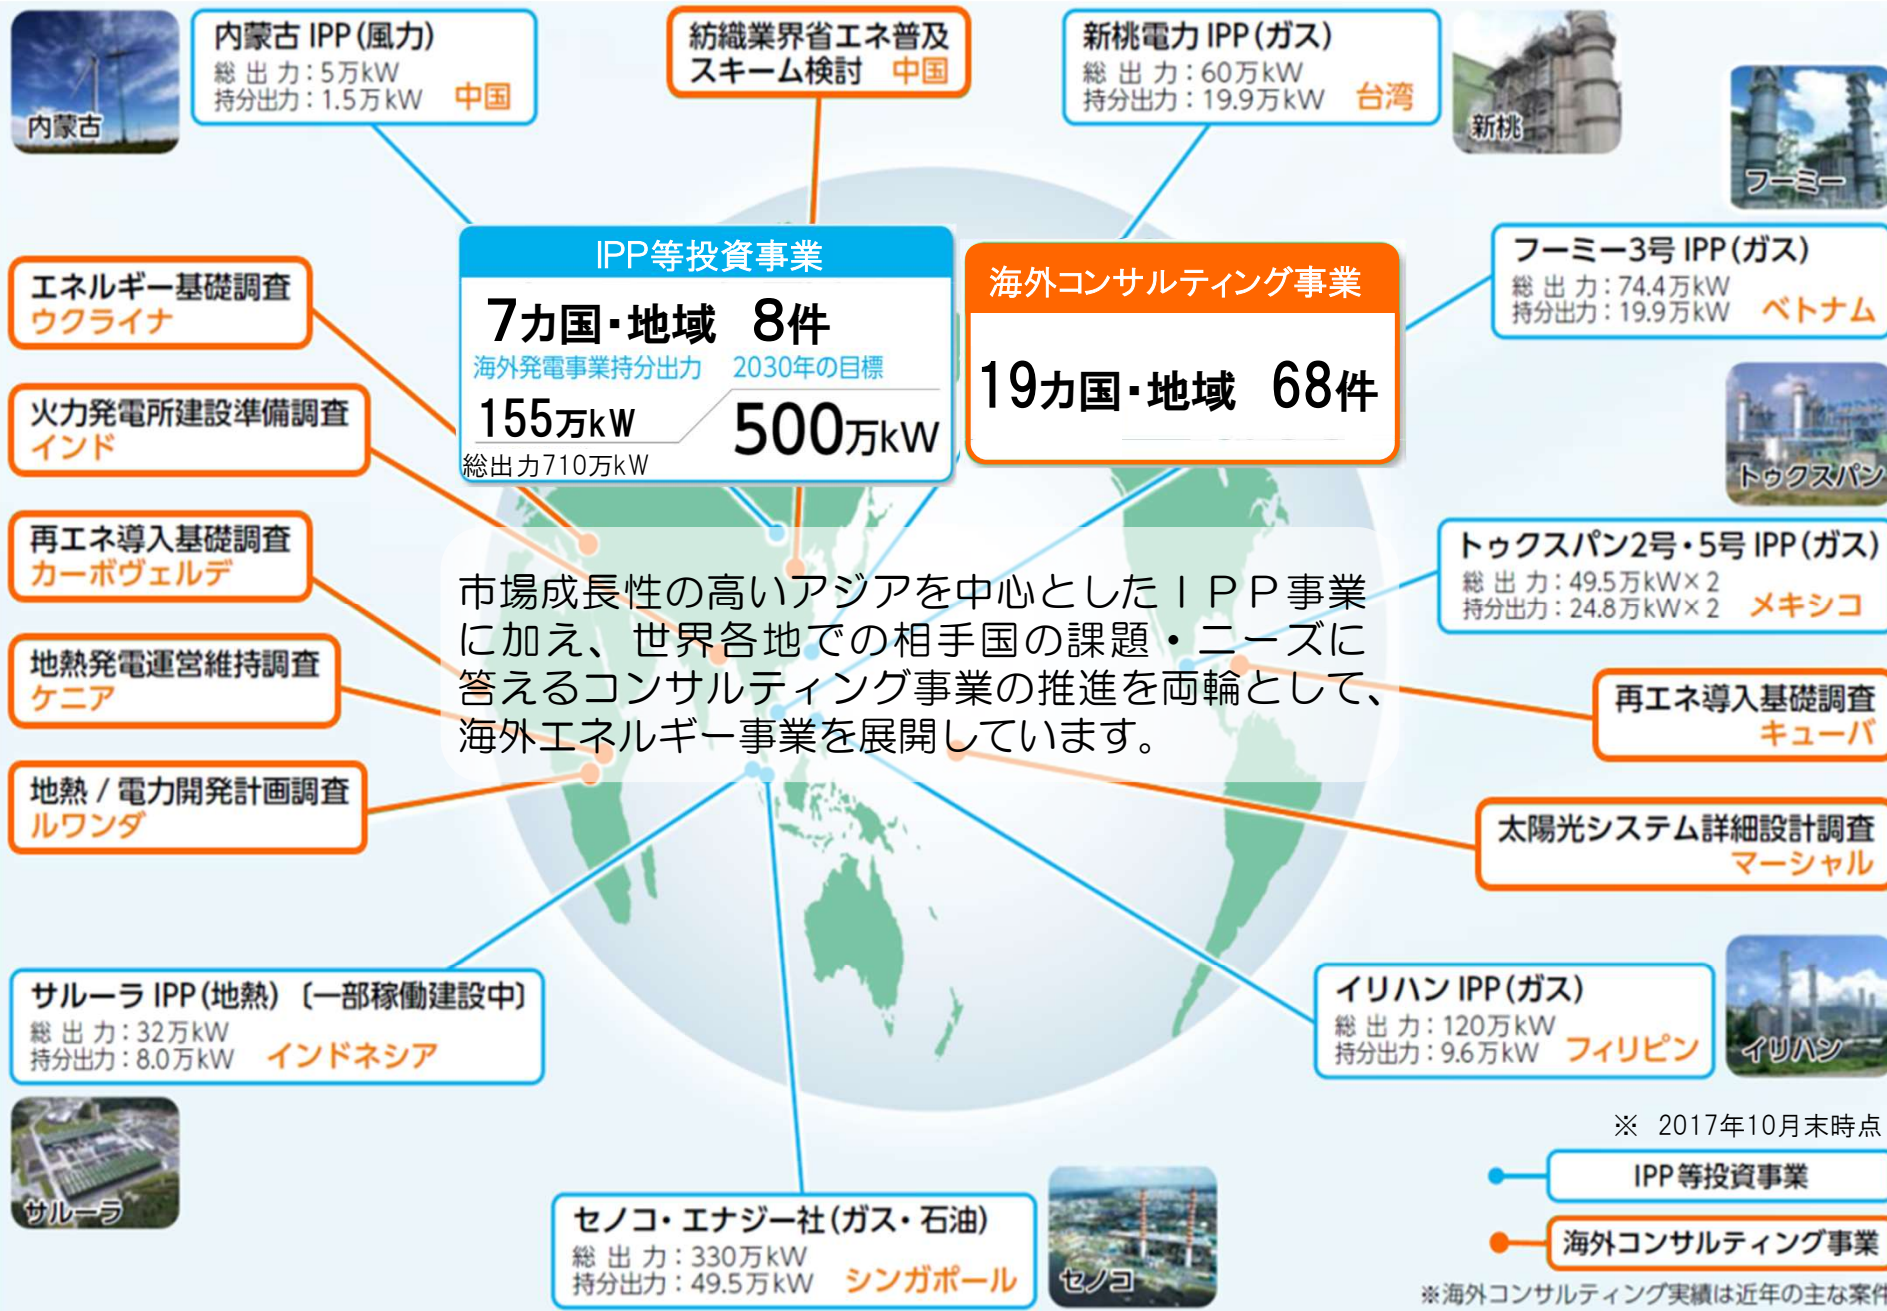 内蒙古
内蒙古 IPP(風力)
総出力：5万kW
持分出力：1.5万kW 中国
紡織業界省エネ普及
スキーム検討 中国
新桃電力 IPP(ガス)
総出力：60万kW
持分出力：19.9万kW 台湾
新桃
フーミー
エネルギー基礎調査
ウクライナ
IPP等投資事業
7カ国・地域 8件
海外発電事業持分出力 2030年の目標
155万kW 500万kW
総出力710万kW
海外コンサルティング事業
19カ国・地域 68件
フーミー3号 IPP(ガス)
総出力：74.4万kW
持分出力：19.9万kW ベトナム
火力発電所建設準備調査
インド
トゥクスパン
再エネ導入基礎調査
カーボヴェルデ
トゥクスパン2号・5号 IPP(ガス)
総出力：49.5万kW×2
持分出力：24.8万kW×2 メキシコ
市場成長性の高いアジアを中心としたＩＰＰ事業
に加え、世界各地での相手国の課題・ニーズに
答えるコンサルティング事業の推進を両輪として、
海外エネルギー事業を展開しています。
地熱発電運営維持調査
ケニア
再エネ導入基礎調査
キューバ
地熱 / 電力開発計画調査
ルワンダ
太陽光システム詳細設計調査
マーシャル
サルーラ IPP(地熱)〔一部稼働建設中〕
総出力：32万kW
持分出力：8.0万kW インドネシア
サルーラ
イリハン IPP(ガス)
総出力：120万kW
持分出力：9.6万kW フィリピン
イリハン
セノコ・エナジー社(ガス・石油)
総出力：330万kW
持分出力：49.5万kW シンガポール
セノコ
※ 2017年10月末時点
IPP等投資事業
海外コンサルティング事業
※海外コンサルティング実績は近年の主な案件